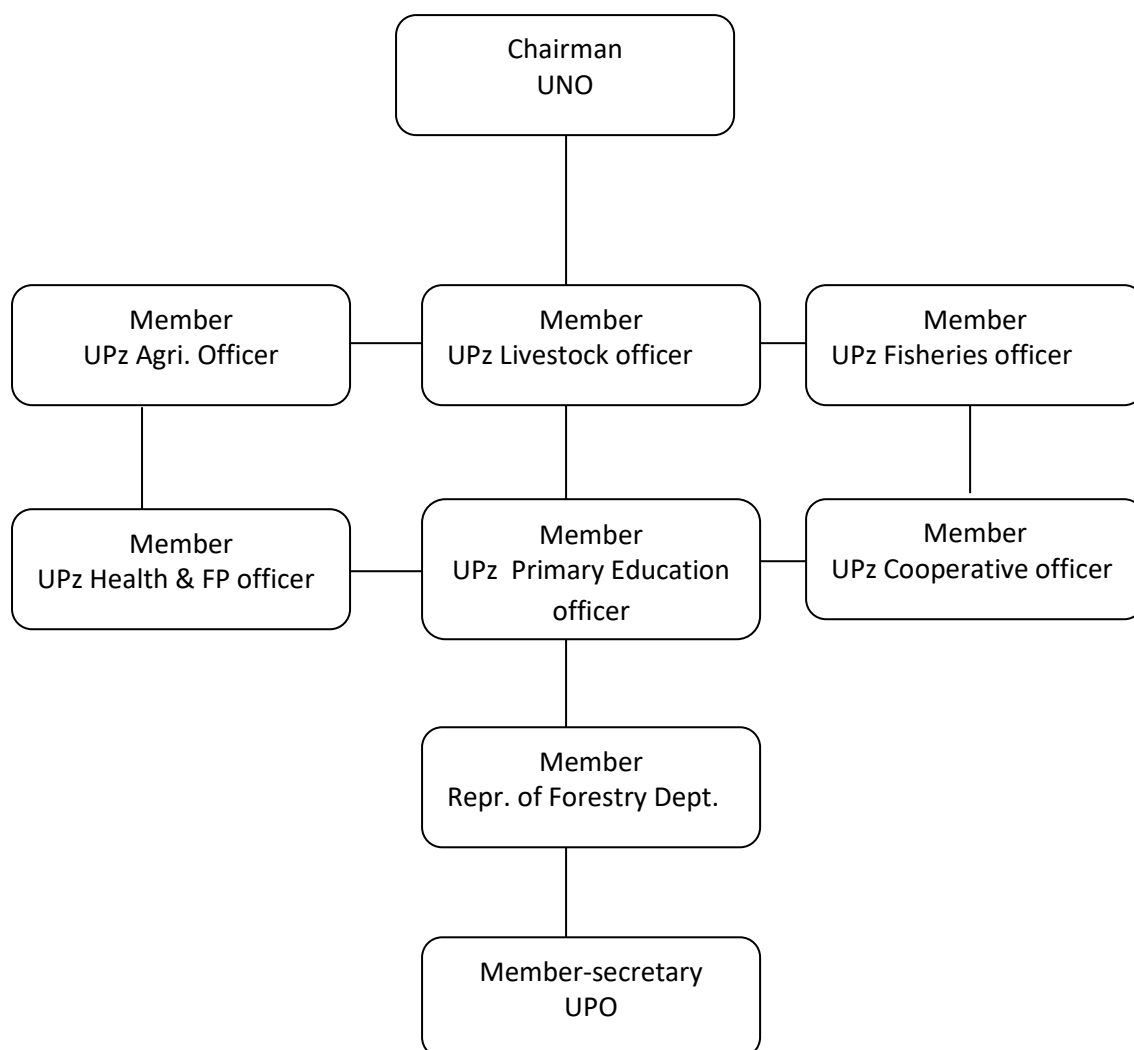 Chairman
UNO
Member
UPz Agri. Officer
Member
UPz Livestock officer
Member
UPz Fisheries officer
Member
UPz Health & FP officer
Member
UPz  Primary Education
officer
Member
UPz Cooperative officer
Member
Repr. of Forestry Dept.
Member-secretary
UPO